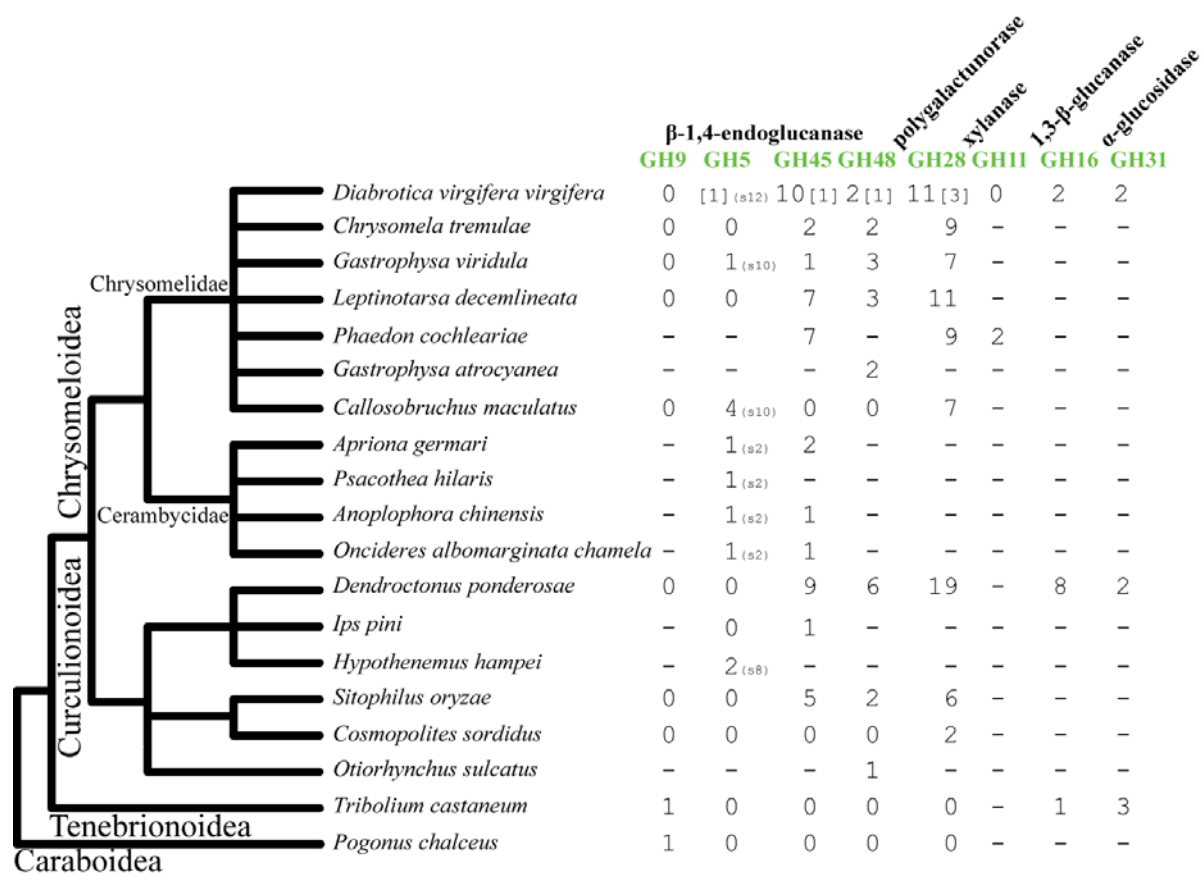 polygalactunorase
xylanase
1,3-β-glucanase
α-glucosidase
β-1,4-endoglucanase
GH9 GH5 GH45 GH48 GH28 GH11 GH16 GH31
Diabrotica virgifera virgifera 0 [1](s12) 10[1] 2[1] 11[3] 0 2 2
Chrysomela tremulae 0 0 2 2 9 – – –
Gastrophysa viridula 0 1(s10) 1 3 7 – – –
Chrysomelidae
Leptinotarsa decemlineata 0 0 7 3 11 – – –
Phaedon cochleariae – – 7 – 9 2 – –
Gastrophysa atrocyanea – – – 2 – – – –
Callosobruchus maculatus 0 4(s10) 0 0 7 – – –
Chrysomeloidea
Apriona germari – 1(s2) 2 – – – – –
Psacothea hilaris – 1(s2) – – – – – –
Cerambycidae
Anoplophora chinensis – 1(s2) 1 – – – – –
Oncideres albomarginata chamela – 1(s2) 1 – – – – –
Dendroctonus ponderosae 0 0 9 6 19 – 8 2
Ips pini – 0 1 – – – – –
Hypothenemus hampei – 2(s8) – – – – – –
Curculionoidea
Sitophilus oryzae 0 0 5 2 6 – – –
Cosmopolites sordidus 0 0 0 0 2 – – –
Otiorhynchus sulcatus – – – 1 – – – –
Tribolium castaneum 1 0 0 0 0 – 1 3
Tenebrionoidea
Pogonus chalceus 1 0 0 0 0 – – –
Caraboidea